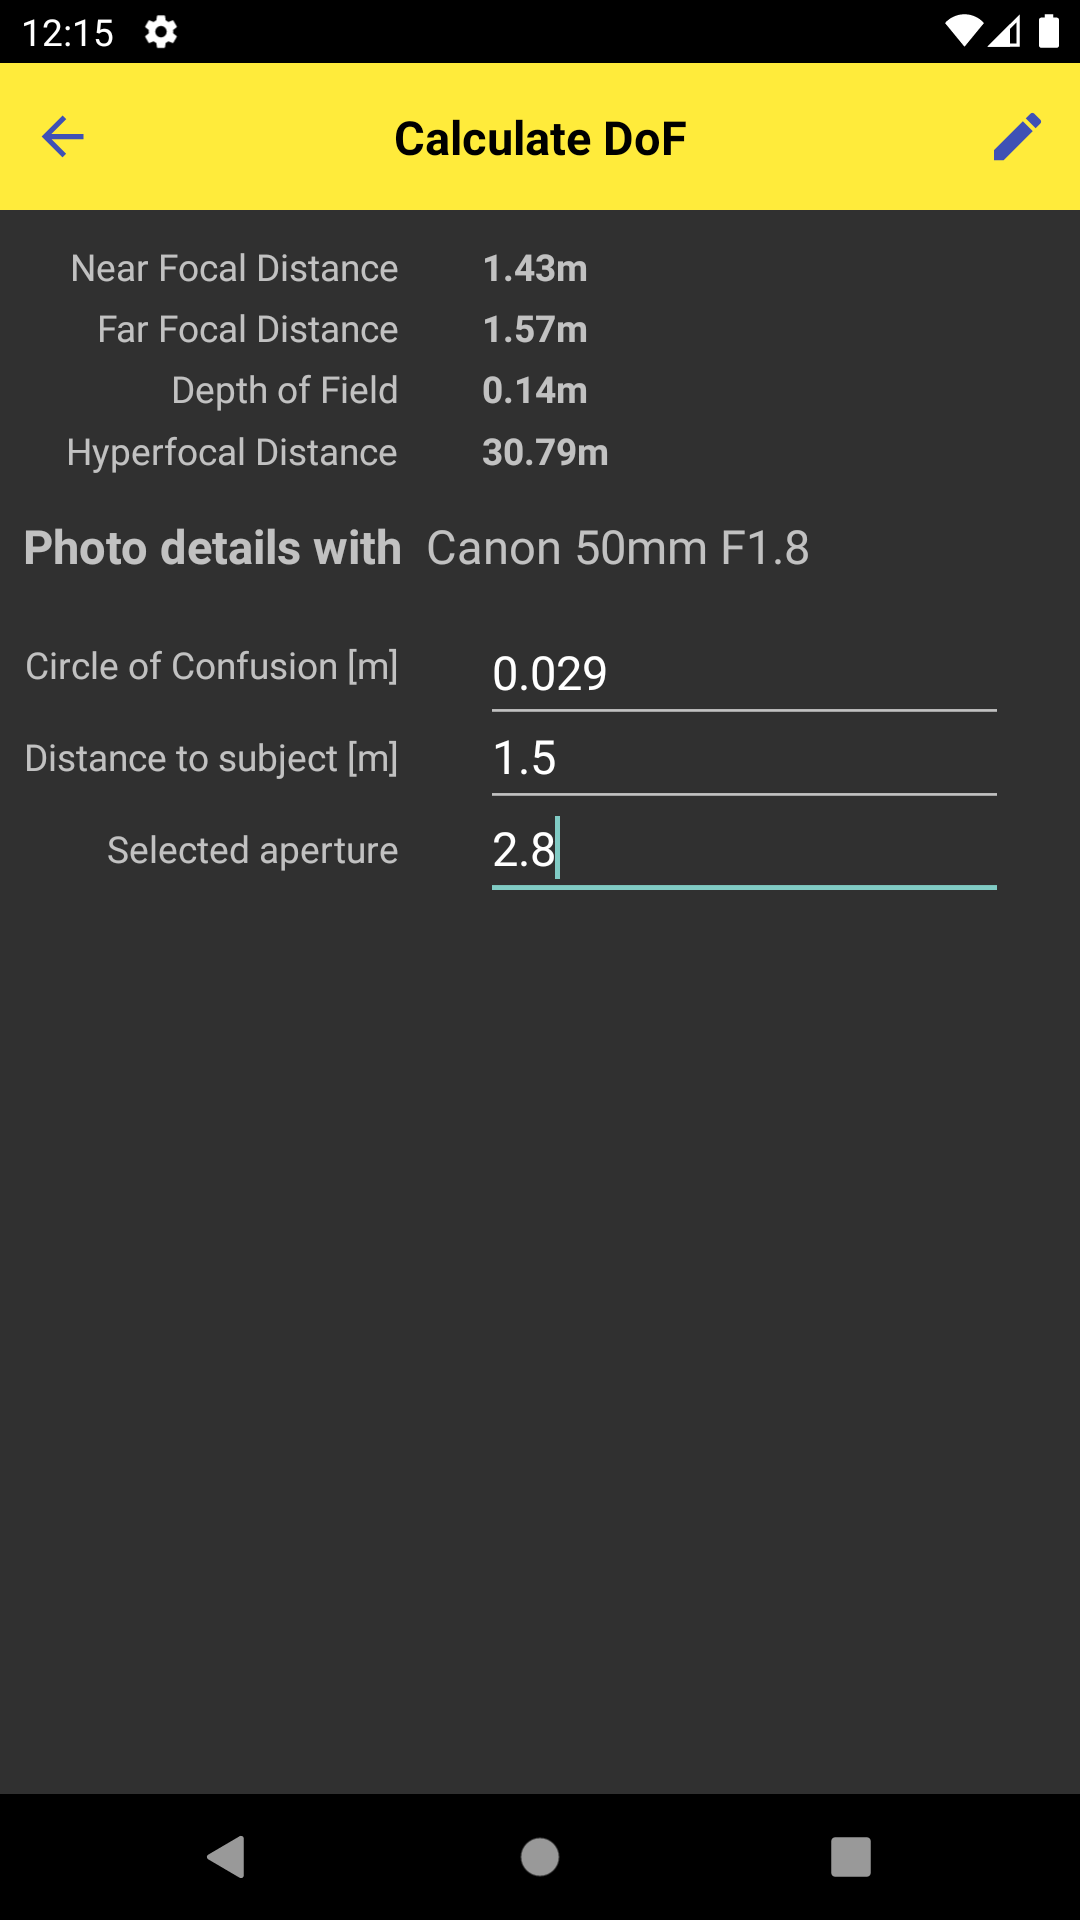 12:15
Calculate DoF
Near Focal Distance 1.43m
Far Focal Distance 1.57m
Depth of Field 0.14m
Hyperfocal Distance 30.79m
Photo details with Canon 50mm F1.8
Circle of Confusion [m] 0.029
Distance to subject [m] 1.5
Selected aperture 2.8